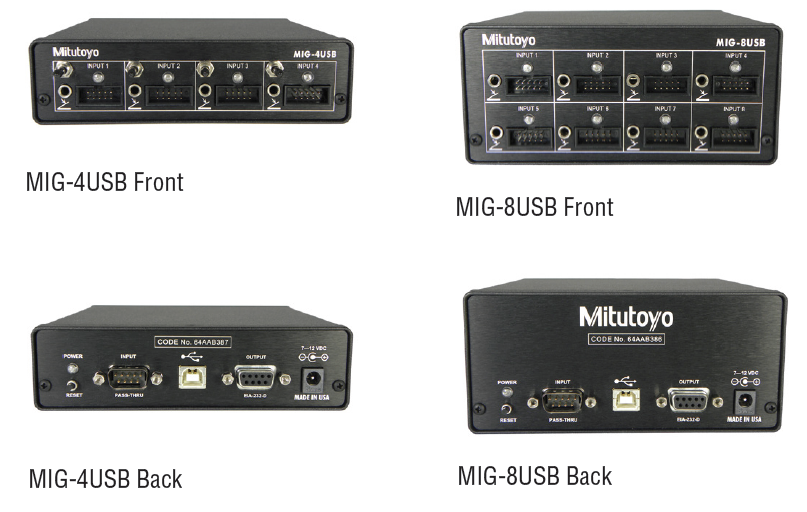 Mitutoyo
MIG-4USB
INPUT 1 INPUT 2 INPUT 3 INPUT 4
MIG-4USB Front
Mitutoyo
MIG-8USB
INPUT 1 INPUT 2 INPUT 3 INPUT 4
INPUT 5 INPUT 6 INPUT 7 INPUT 8
MIG-8USB Front
CODE No. 64AAB387
7—12 VDC
POWER INPUT OUTPUT
RESET PASS-THRU EIA-232-D MADE IN USA
MIG-4USB Back
Mitutoyo
CODE No. 64AAB386
7—12 VDC
POWER INPUT OUTPUT
RESET PASS-THRU EIA-232-D MADE IN USA
MIG-8USB Back